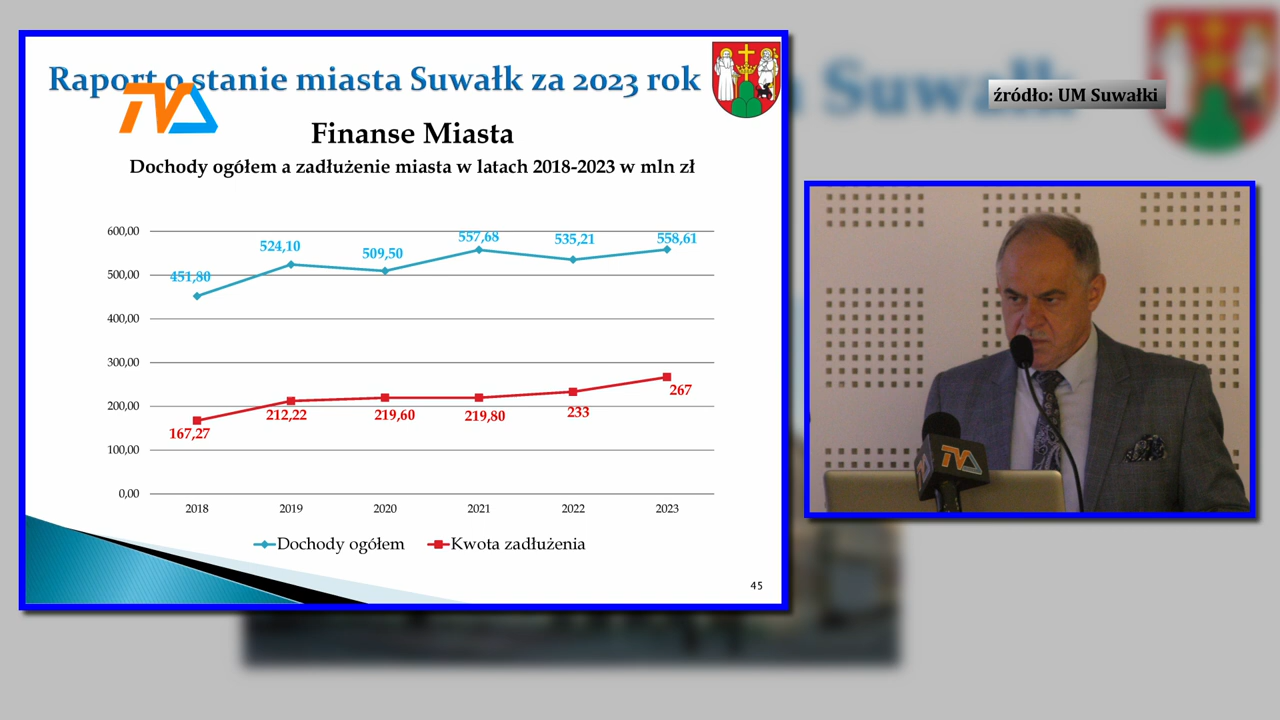 Raport o stanie miasta Suwałk za 2023 rok
TVA
Finanse Miasta
Dochody ogółem a zadłużenie miasta w latach 2018-2023 w mln zł
600,00
500,00
400,00
300,00
200,00
100,00
0,00
451,80
524,10
509,50
557,68
535,21
558,61
167,27
212,22
219,60
219,80
233
267
2018
2019
2020
2021
2022
2023
Dochody ogółem
Kwota zadłużenia
45
Suwałk
źródło: UM Suwałki
TVA